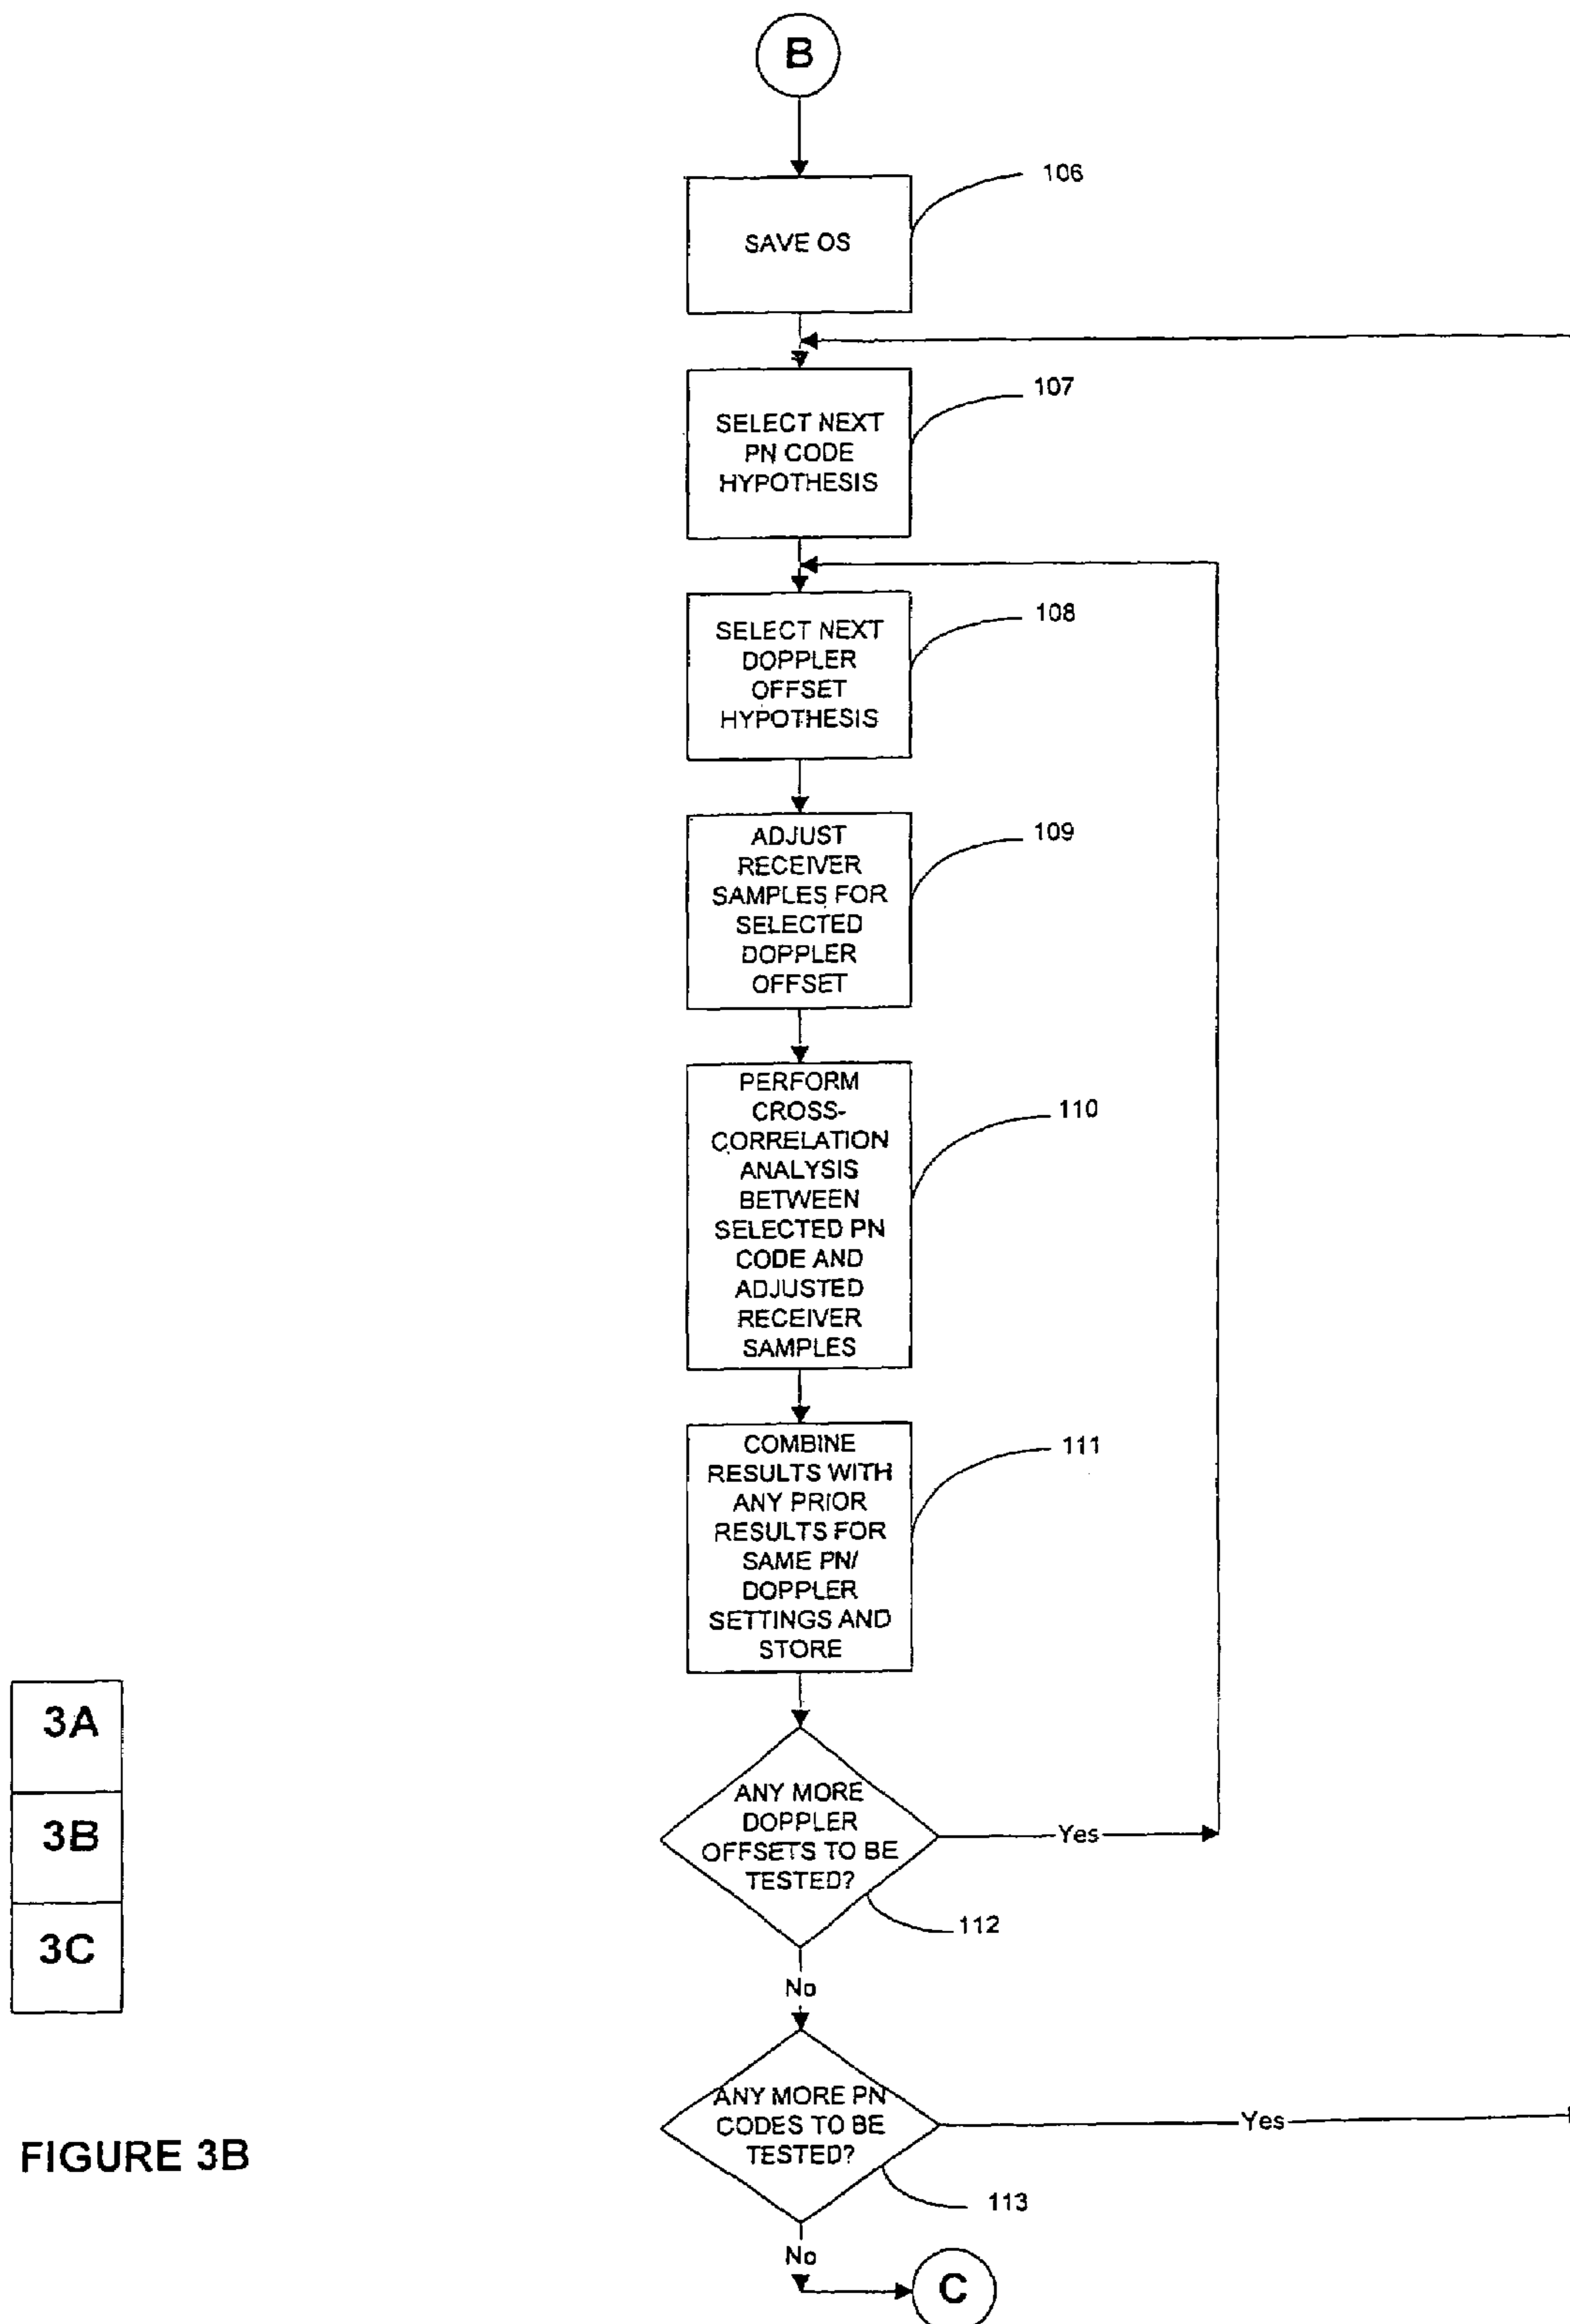 B
106
SAVE OS
107
SELECT NEXT
PN CODE
HYPOTHESIS
108
SELECT NEXT
DOPPLER
OFFSET
HYPOTHESIS
109
ADJUST
RECEIVER
SAMPLES FOR
SELECTED
DOPPLER
OFFSET
110
PERFORM
CROSS-
CORRELATION
ANALYSIS
BETWEEN
SELECTED PN
CODE AND
ADJUSTED
RECEIVER
SAMPLES
111
COMBINE
RESULTS WITH
ANY PRIOR
RESULTS FOR
SAME PN/
DOPPLER
SETTINGS AND
STORE
3A
3B
3C
ANY MORE
DOPPLER
OFFSETS TO BE
TESTED?
Yes
112
No
ANY MORE PN
CODES TO BE
TESTED?
Yes
FIGURE 3B
113
No
C